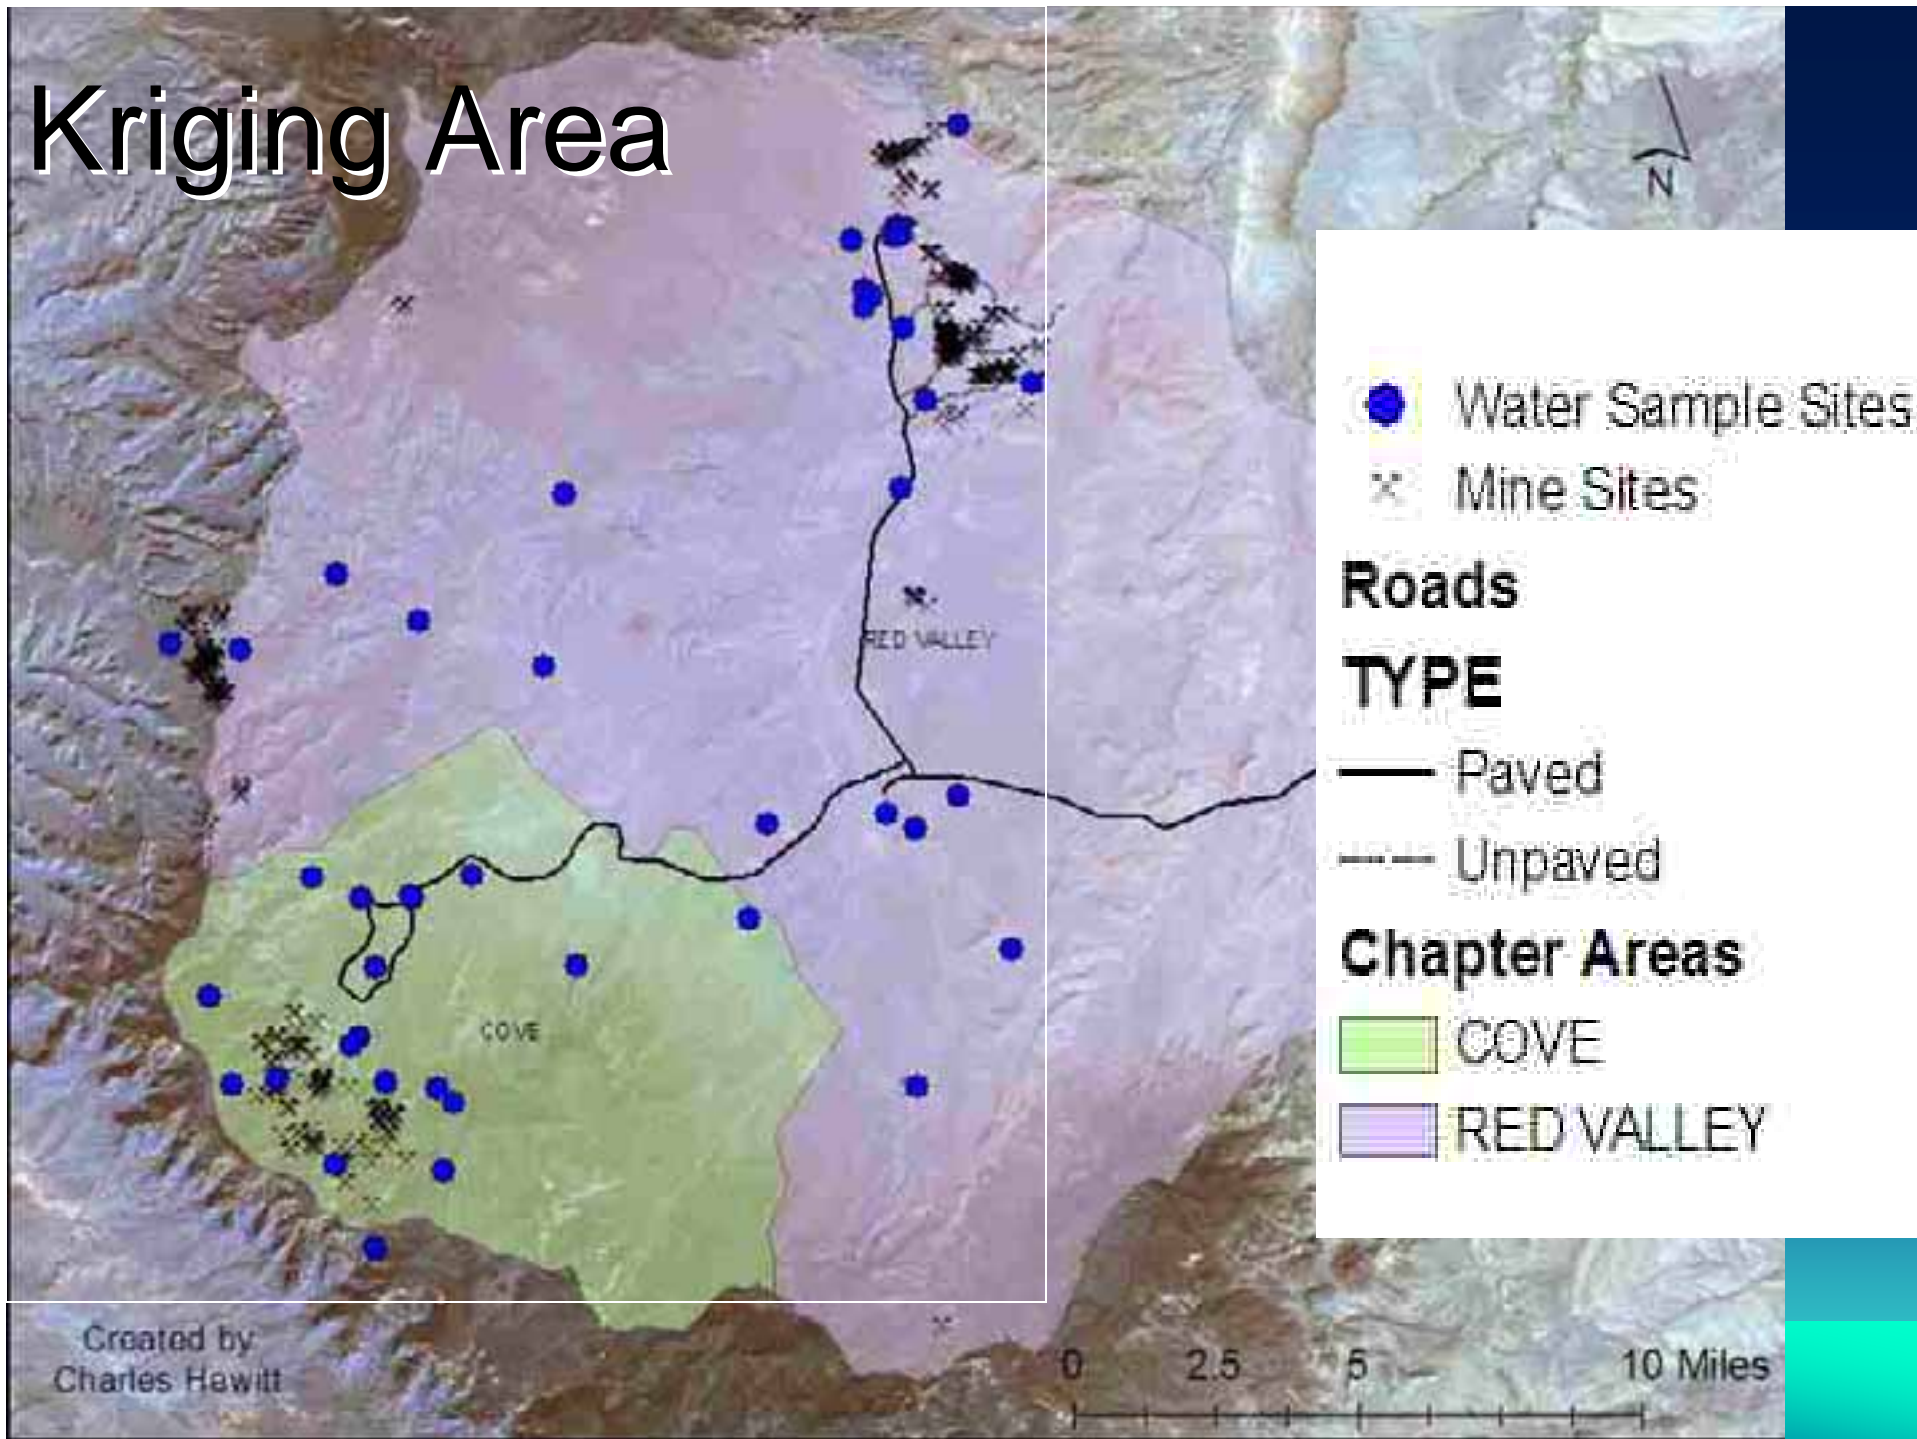 Kriging Area
N
RED VALLEY
COVE
Water Sample Sites
Mine Sites
Roads
TYPE
Paved
Unpaved
Chapter Areas
COVE
RED VALLEY
Created by
Charles Hewitt
0 2.5 5 10 Miles